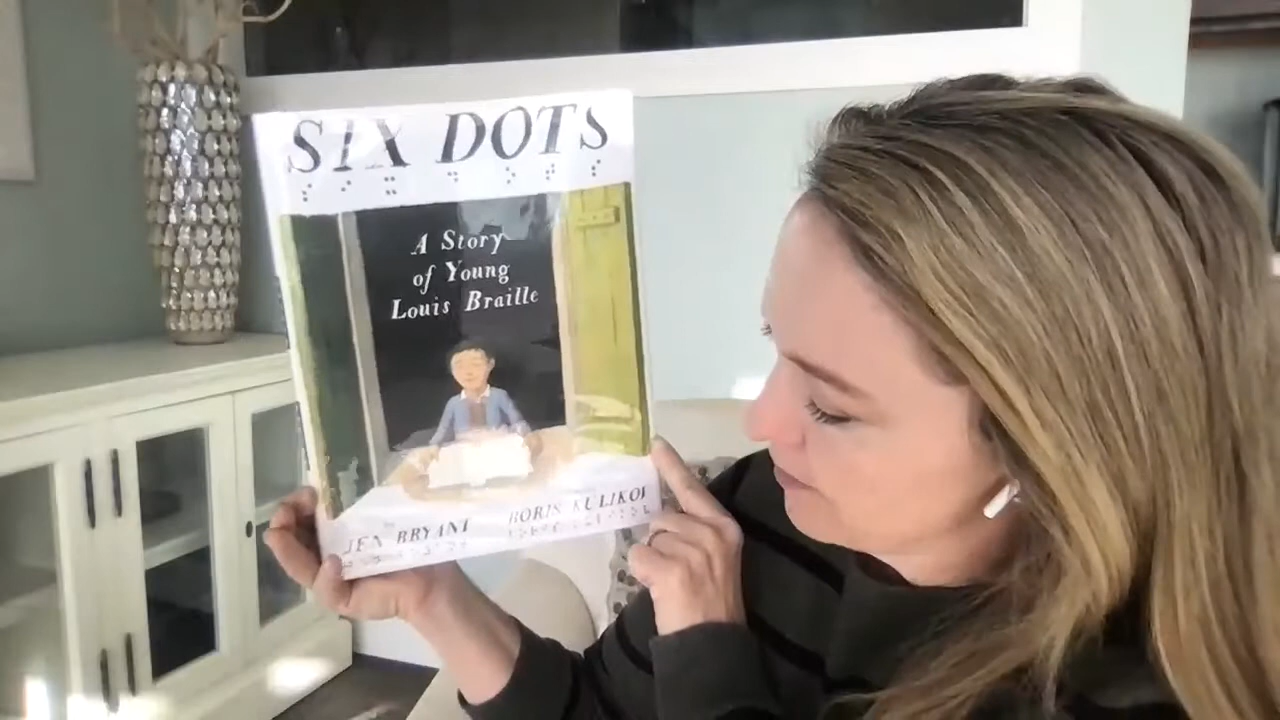 SIX DOTS
A Story
of Young
Louis Braille
JEN BRYANT
BORIS KULIKOV